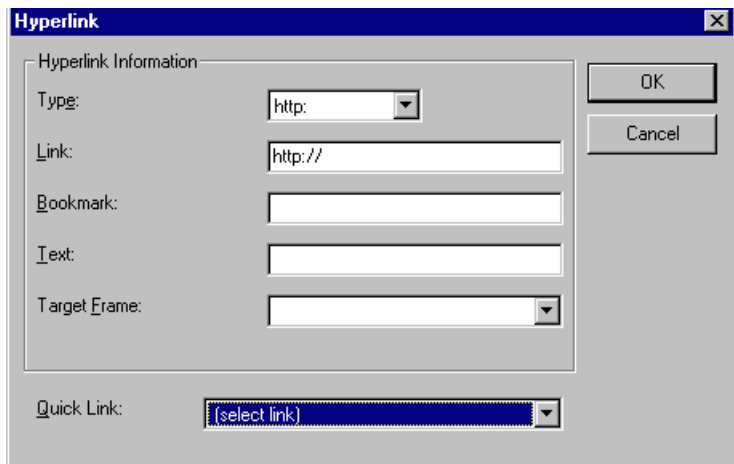 Hyperlink
Hyperlink Information
Type: http:
OK
Link: http://
Cancel
Bookmark:
Text:
Target Frame:
Quick Link: (select link)